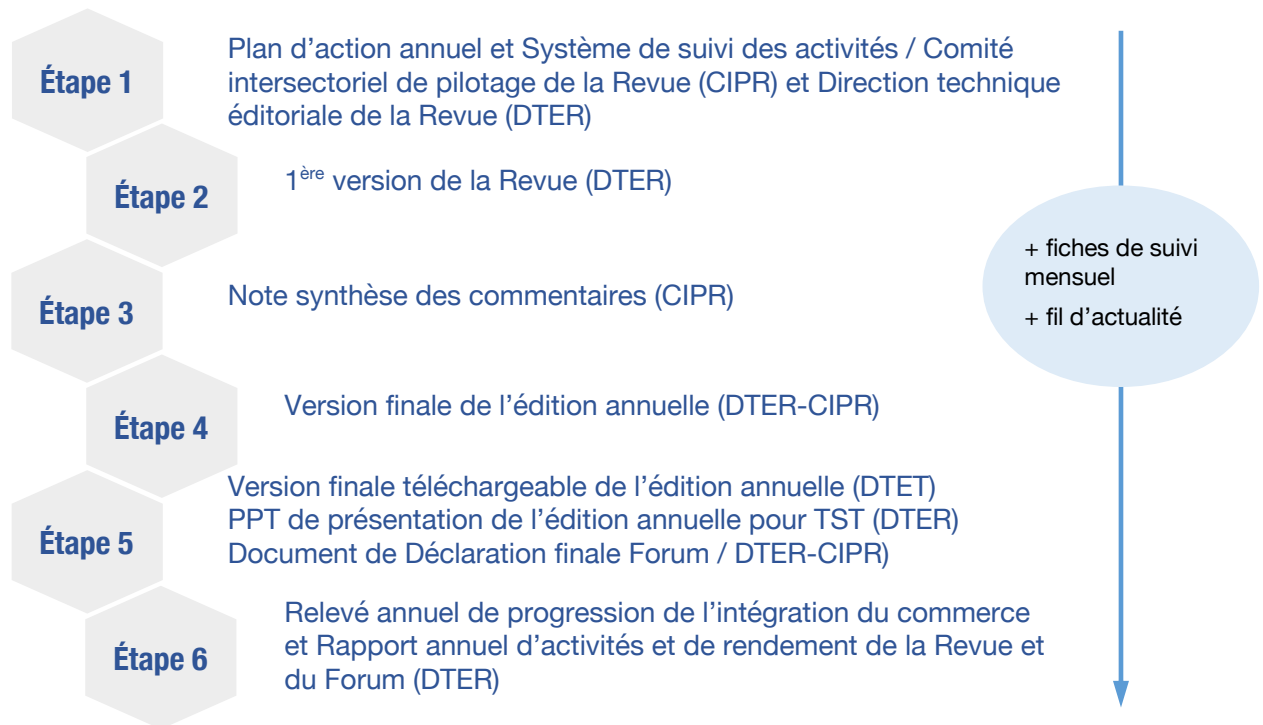 Étape 1
Plan d’action annuel et Système de suivi des activités / Comité
intersectoriel de pilotage de la Revue (CIPR) et Direction technique
éditoriale de la Revue (DTER)
Étape 2
1ère version de la Revue (DTER)
Étape 3
Note synthèse des commentaires (CIPR)
Étape 4
Version finale de l’édition annuelle (DTER-CIPR)
Étape 5
Version finale téléchargeable de l’édition annuelle (DTET)
PPT de présentation de l’édition annuelle pour TST (DTER)
Document de Déclaration finale Forum / DTER-CIPR)
Étape 6
Relevé annuel de progression de l’intégration du commerce
et Rapport annuel d’activités et de rendement de la Revue et
du Forum (DTER)
+ fiches de suivi
mensuel
+ fil d’actualité